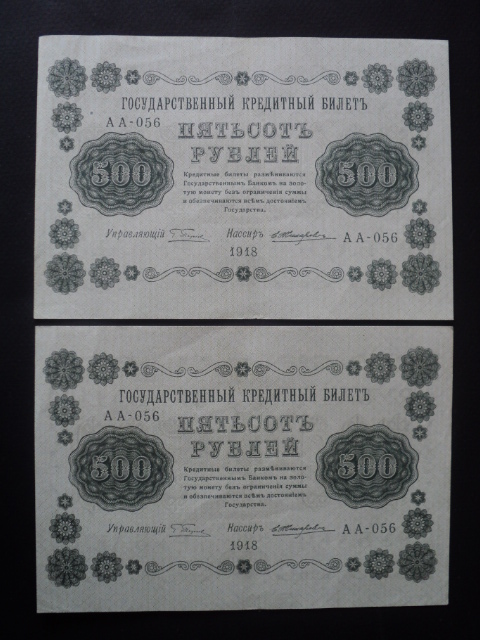 ГОСУДАРСТВЕННЫЙ КРЕДИТНЫЙ БИЛЕТЪ
АА-056
ПЯТЬСОТЪ
РУБЛЕЙ
500
500
Кредитные билеты размѣниваются
Государственнымъ Банкомъ на золо-
тую монету безъ ограниченія суммы
и обезпечиваются всѣмъ достояніемъ
Государства.
Управляющій
Кассиръ
АА-056
1918
ГОСУДАРСТВЕННЫЙ КРЕДИТНЫЙ БИЛЕТЪ
АА-056
ПЯТЬСОТЪ
РУБЛЕЙ
500
500
Кредитные билеты размѣниваются
Государственнымъ Банкомъ на золо-
тую монету безъ ограниченія суммы
и обезпечиваются всѣмъ достояніемъ
Государства.
Управляющій
Кассиръ
АА-056
1918